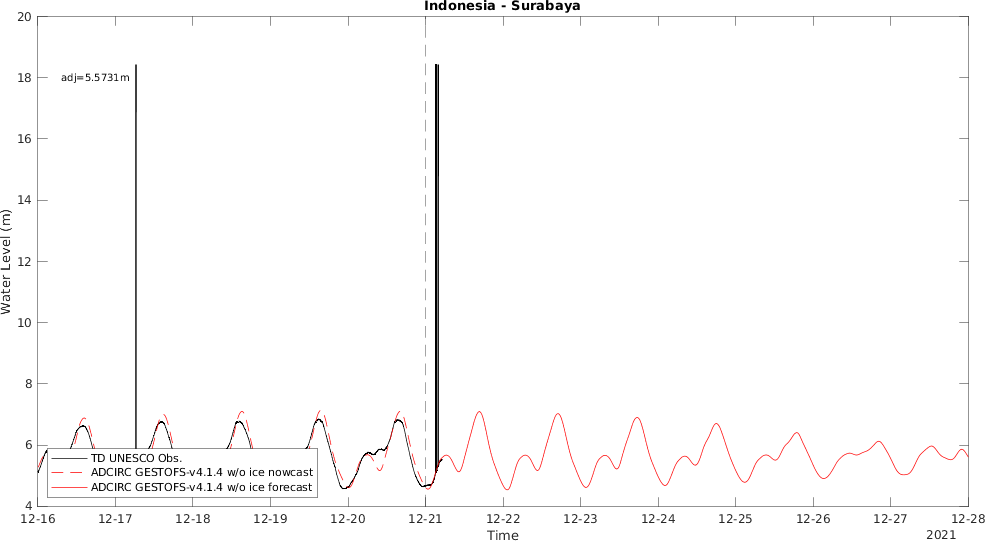 Indonesia - Surabaya
20
18
16
14
12
10
8
6
4
Water Level (m)
adj=5.5731m
TD UNESCO Obs.
ADCIRC GESTOFS-v4.1.4 w/o ice nowcast
ADCIRC GESTOFS-v4.1.4 w/o ice forecast
12-16 12-17 12-18 12-19 12-20 12-21 12-22 12-23 12-24 12-25 12-26 12-27 12-28
Time
2021